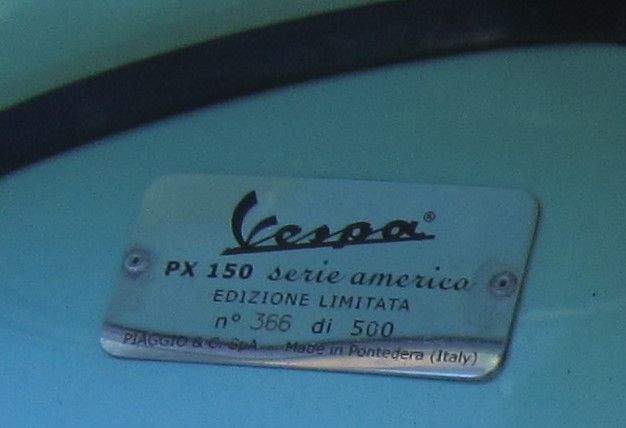 Vespa®
PX 150 serie america
EDIZIONE LIMITATA
n° 366 di 500
PIAGGIO & C. SpA Made in Pontedera (Italy)